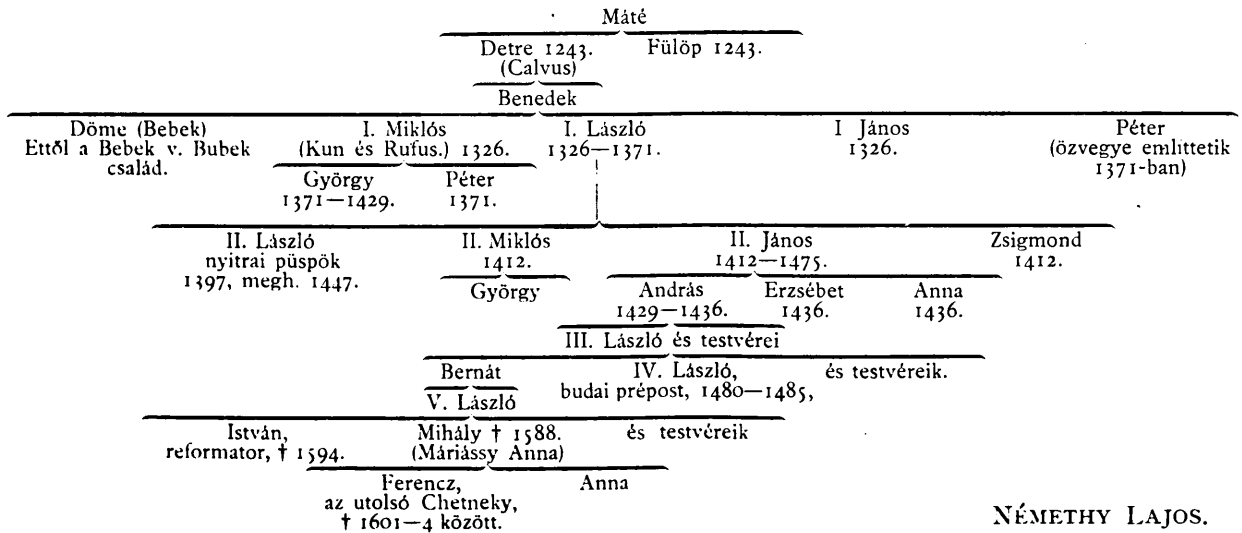 Máté
Detre 1243. Fülöp 1243.
(Calvus)
Benedek
Döme (Bebek) I. Miklós I. László I János Péter
Ettől a Bebek v. Bubek (Kun és Rufus.) 1326. 1326—1371. 1326. (özvegye emlittetik
család. 1371-ban)
György Péter
1371—1429. 1371.
II. László II. Miklós II. János Zsigmond
nyitrai püspök 1412. 1412—1475. 1412.
1397, megh. 1447.
György András Erzsébet Anna
1429—1436. 1436. 1436.
III. László és testvérei
Bernát IV. László, és testvéreik.
budai prépost, 1480—1485,
V. László
István, Mihály † 1588. és testvéreik
reformator, † 1594. (Máriássy Anna)
Ferencz, Anna
az utolsó Chetneky,
† 1601—4 között.
NÉMETHY LAJOS.